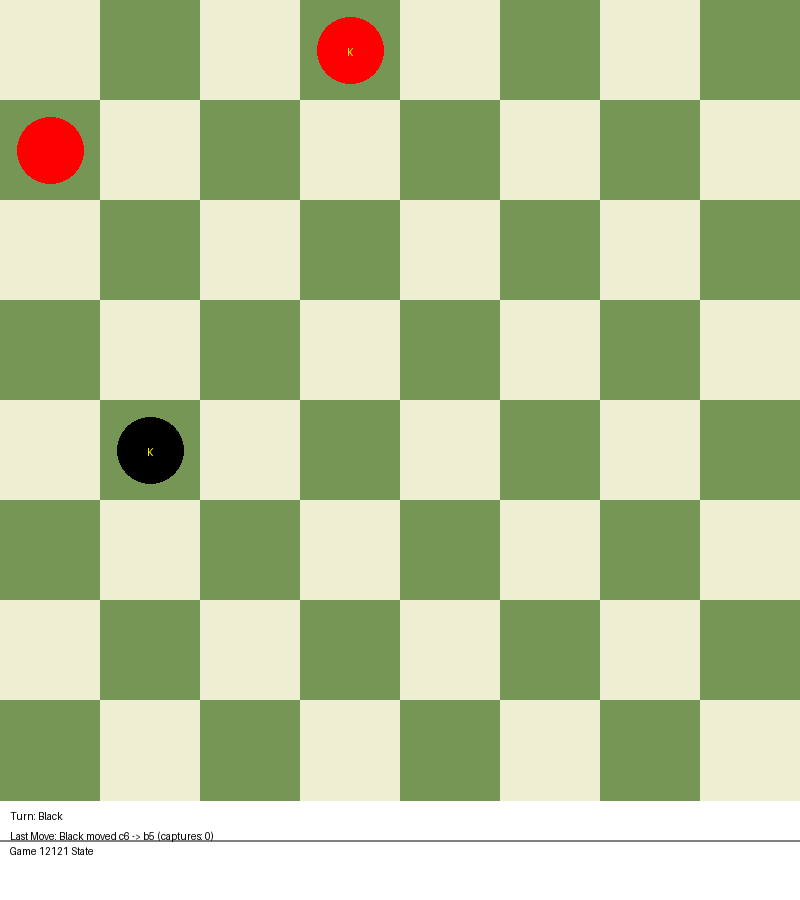 K
K
Turn: Black
Last Move: Black moved c6 -> b5 (captures: 0)
Game 12121 State